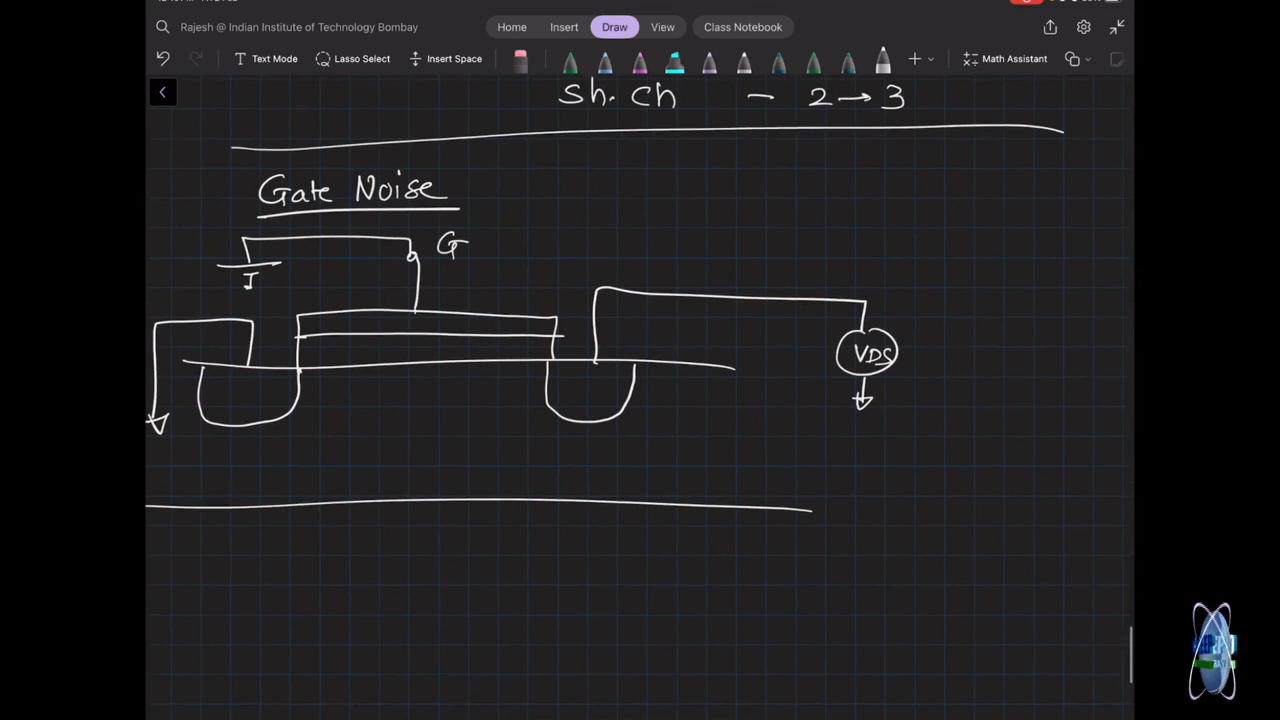 Rajesh @ Indian Institute of Technology Bombay
Home Insert Draw View Class Notebook
Text Mode Lasso Select Insert Space Math Assistant
Sh. Ch — 2 → 3
Gate Noise
G
VDS